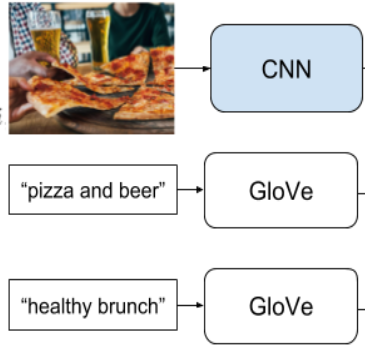 CNN
“pizza and beer”
GloVe
“healthy brunch”
GloVe